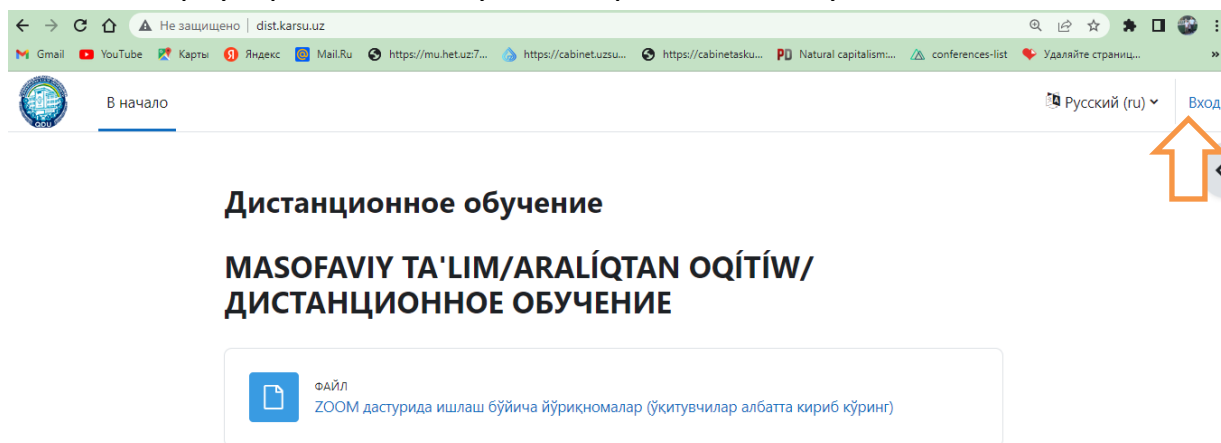 Не защищено | dist.karsu.uz
Gmail YouTube Карты Яндекс Mail.Ru https://mu.het.uz:7... https://cabinet.uzsu... https://cabinetasku... Natural capitalism:... conferences-list Удаляйте страниц... »
QDU В начало Русский (ru) Вход
Дистанционное обучение
MASOFAVIY TA'LIM/ARALÍQTAN OQÍTÍW/
ДИСТАНЦИОННОЕ ОБУЧЕНИЕ
ФАЙЛ
ZOOM дастурида ишлаш бўйича йўриқномалар (ўқитувчилар албатта кириб кўринг)